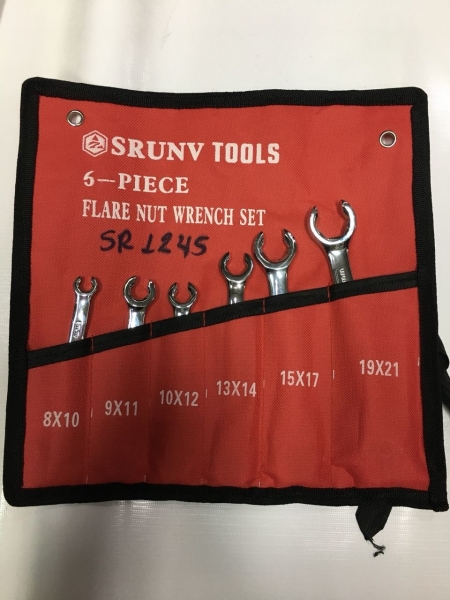 SRUNV TOOLS
6-PIECE
FLARE NUT WRENCH SET
SR 1245
8X10
9X11
10X12
13X14
15X17
19X21